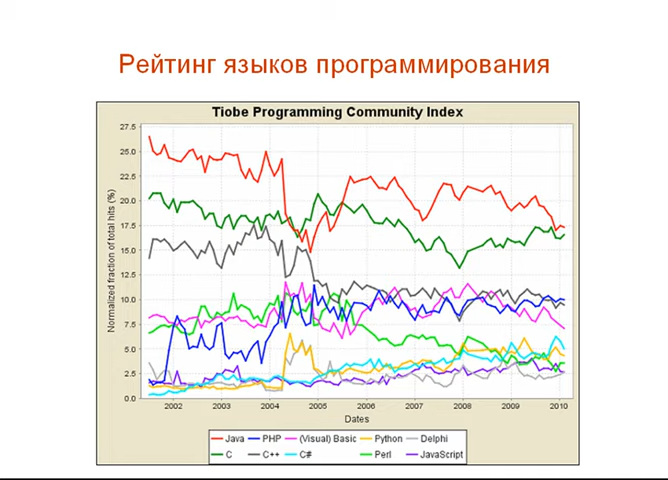 Рейтинг языков программирования
Tiobe Programming Community Index
27.5
25.0
22.5
20.0
17.5
15.0
12.5
10.0
7.5
5.0
2.5
0.0
Normalized fraction of total hits (%)
2002 2003 2004 2005 2006 2007 2008 2009 2010
Dates
Java PHP (Visual) Basic Python Delphi
C C++ C# Perl JavaScript